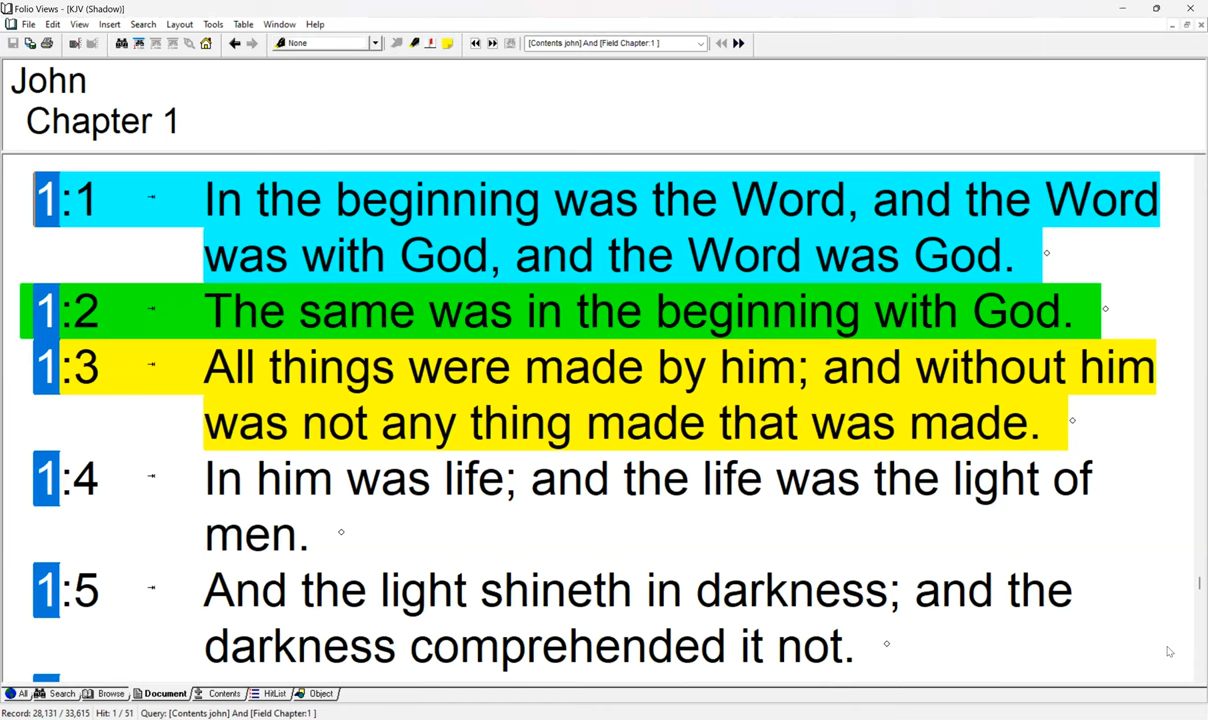 Folio Views - [KJV (Shadow)]
File Edit View Insert Search Layout Tools Table Window Help
None [Contents john] And [Field Chapter:1 ]
John
Chapter 1
1:1 In the beginning was the Word, and the Word
was with God, and the Word was God.
1:2 The same was in the beginning with God.
1:3 All things were made by him; and without him
was not any thing made that was made.
1:4 In him was life; and the life was the light of
men.
1:5 And the light shineth in darkness; and the
darkness comprehended it not.
All Search Browse Document Contents HitList Object
Record: 28,131 / 33,615 Hit: 1 / 51 Query: [Contents john] And [Field Chapter:1 ]